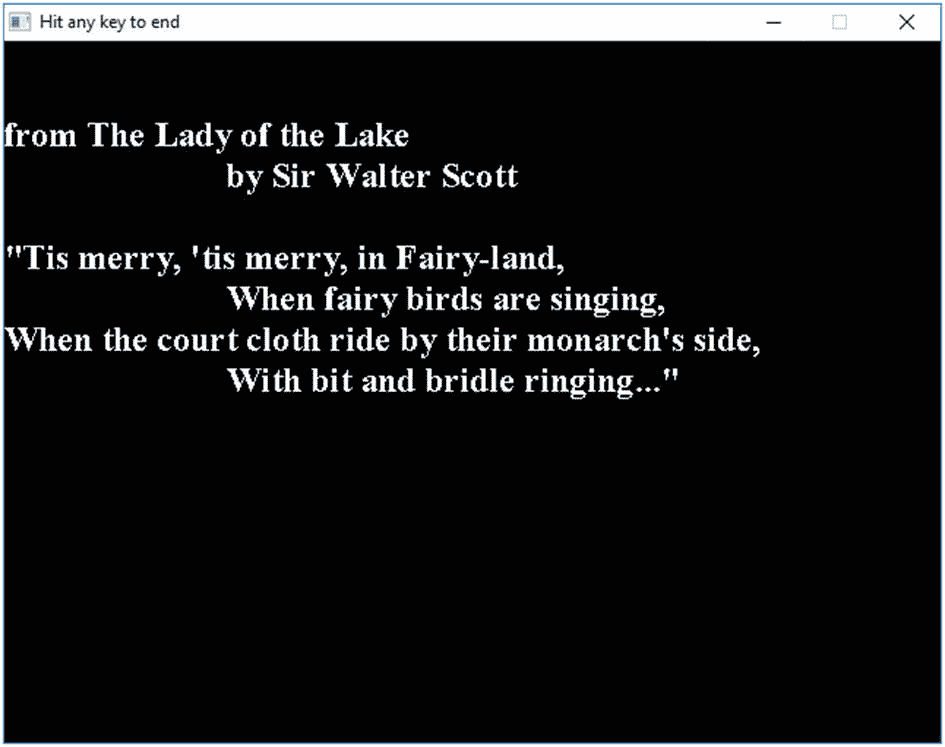 Hit any key to end
from The Lady of the Lake
by Sir Walter Scott
"Tis merry, 'tis merry, in Fairy-land,
When fairy birds are singing,
When the court cloth ride by their monarch's side,
With bit and bridle ringing..."